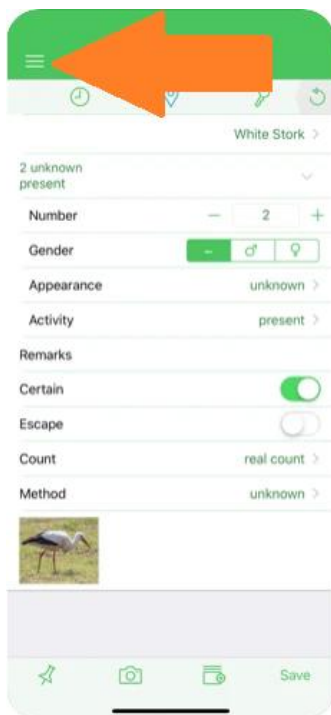 White Stork
2 unknown
present
Number - 2 +
Gender -
Appearance unknown
Activity present
Remarks
Certain
Escape
Count real count
Method unknown
Save